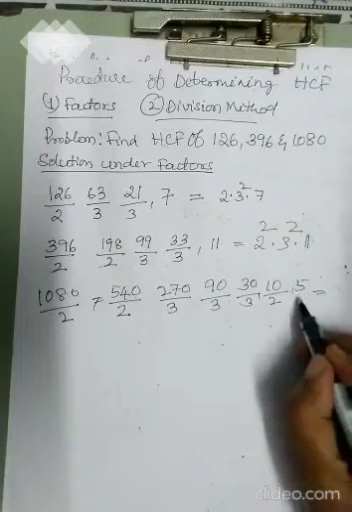 Procedure of Determining HCF
① Factors ② Division Method
Problem: Find HCF of 126, 396 & 1080
Solution under factors
126/2 63/3 21/3, 7 = 2·3²·7
396/2 198/2 99/3 33/3, 11 = 2²·3²·1
1080/2 7 540/2 270/3 90/3 30/3, 10/2, 5 =
clideo.com